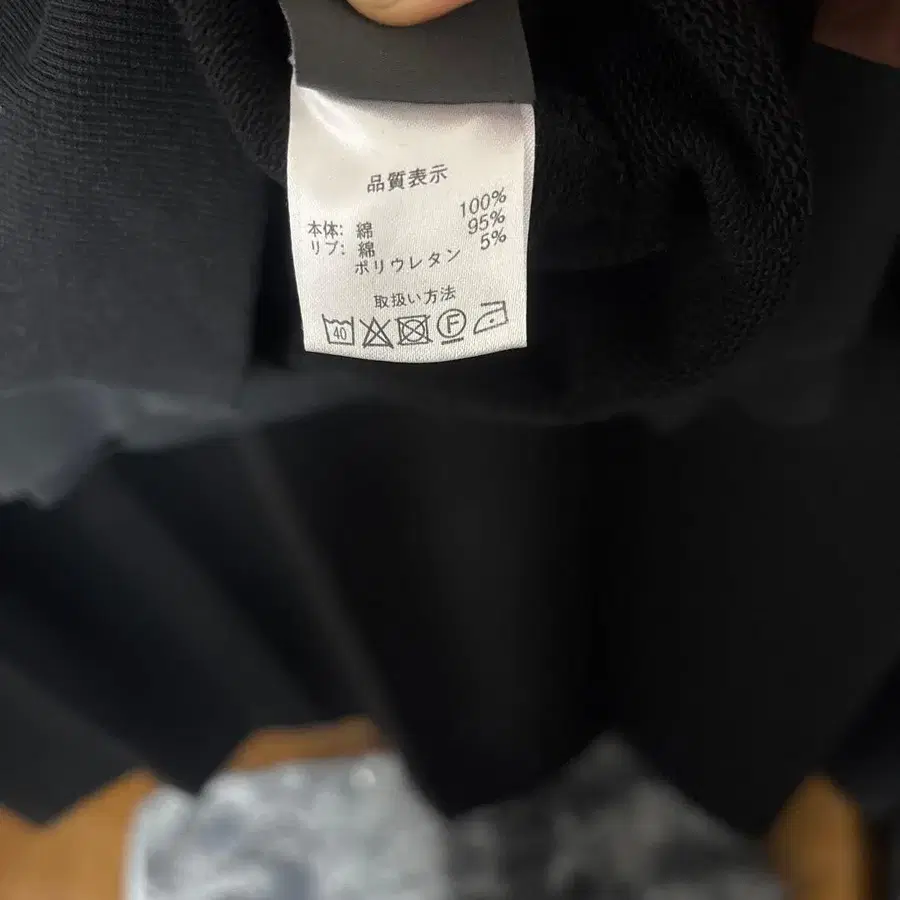 品質表示
本体: 綿 100%
リブ: 綿 95%
ポリウレタン 5%
取扱い方法
40 F